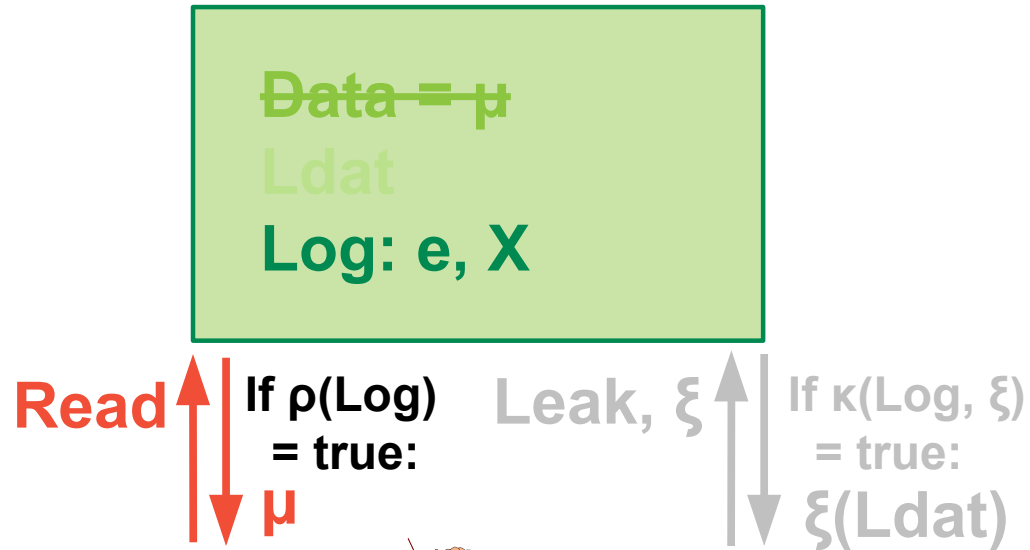 Data = μ
Ldat
Log: e, X
Read
If ρ(Log)
= true:
μ
Leak, ξ
If κ(Log, ξ)
= true:
ξ(Ldat)